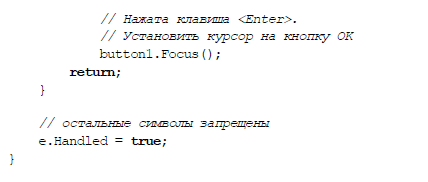 // Нажата клавиша <Enter>.
// Установить курсор на кнопку OK
button1.Focus();
return;
}
// остальные символы запрещены
e.Handled = true;
}